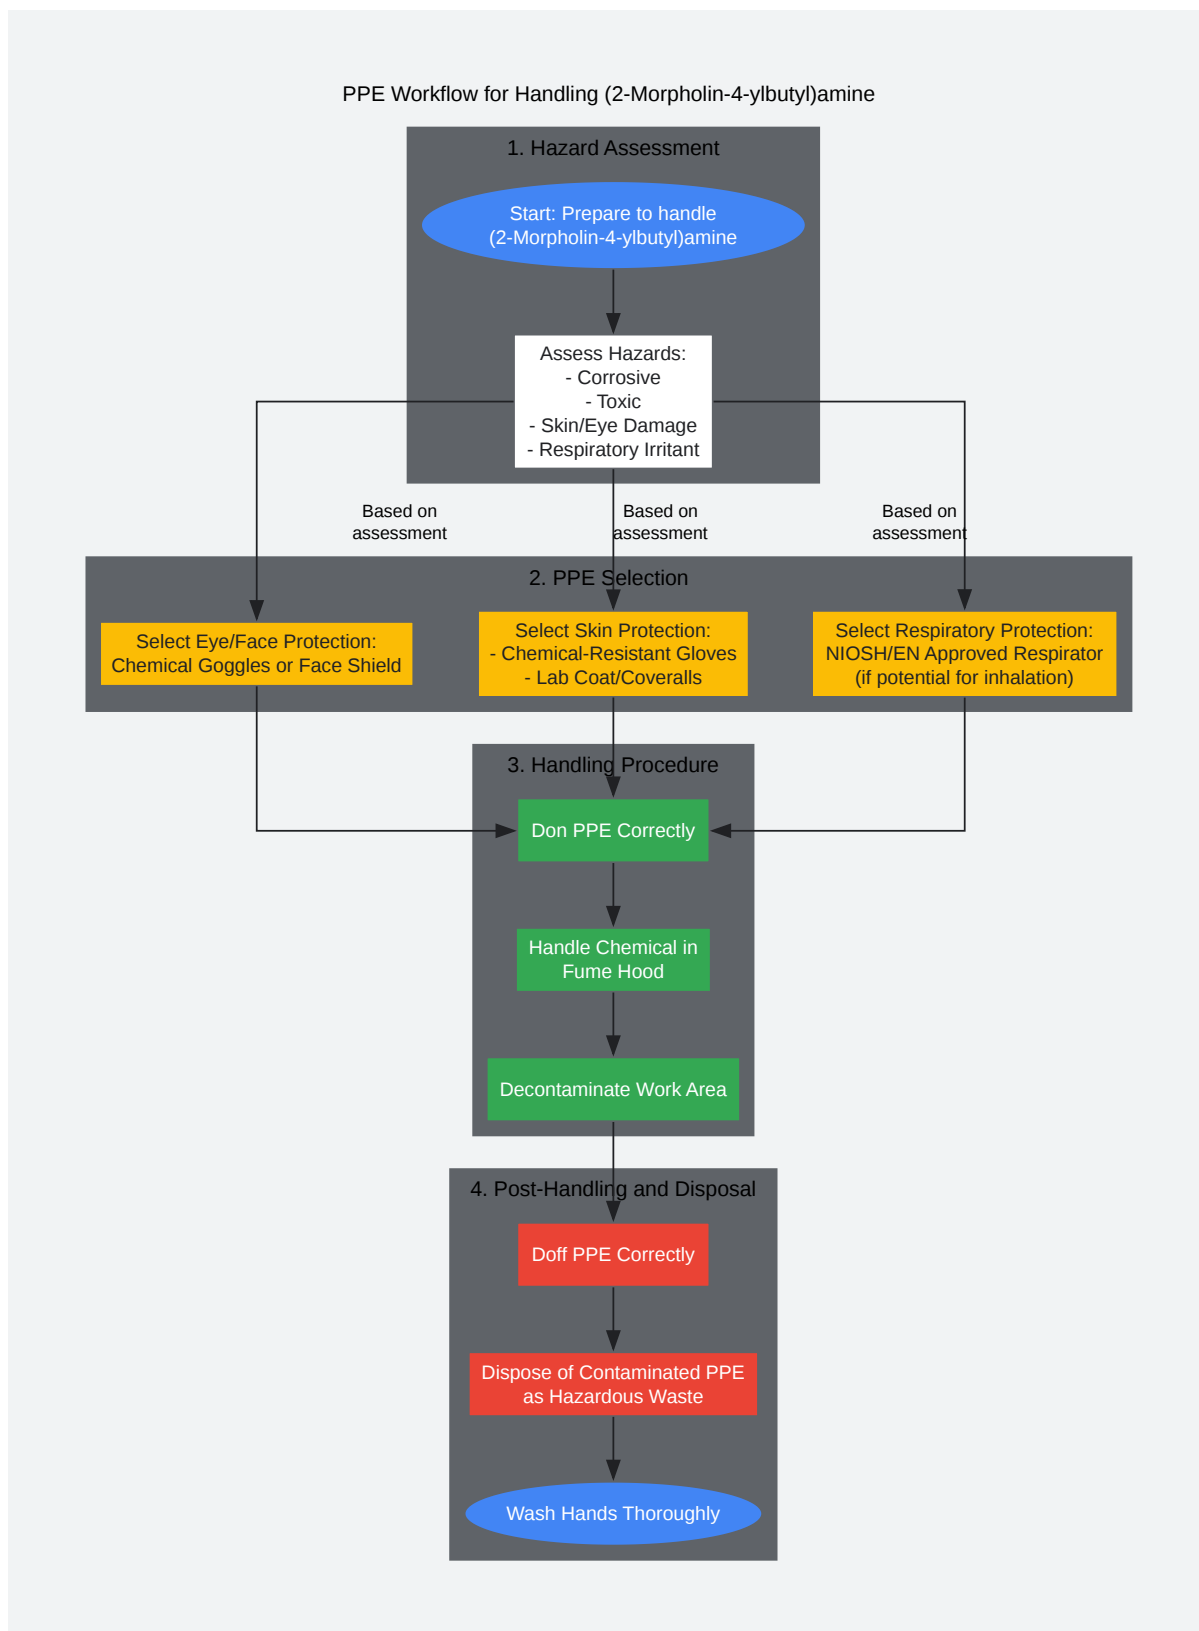 PPE Workflow for Handling (2-Morpholin-4-ylbutyl)amine
1. Hazard Assessment
Start: Prepare to handle
(2-Morpholin-4-ylbutyl)amine
Assess Hazards:
- Corrosive
- Toxic
- Skin/Eye Damage
- Respiratory Irritant
Based on
assessment
Based on
assessment
Based on
assessment
2. PPE Selection
Select Eye/Face Protection:
Chemical Goggles or Face Shield
Select Skin Protection:
- Chemical-Resistant Gloves
- Lab Coat/Coveralls
Select Respiratory Protection:
NIOSH/EN Approved Respirator
(if potential for inhalation)
3. Handling Procedure
Don PPE Correctly
Handle Chemical in
Fume Hood
Decontaminate Work Area
4. Post-Handling and Disposal
Doff PPE Correctly
Dispose of Contaminated PPE
as Hazardous Waste
Wash Hands Thoroughly